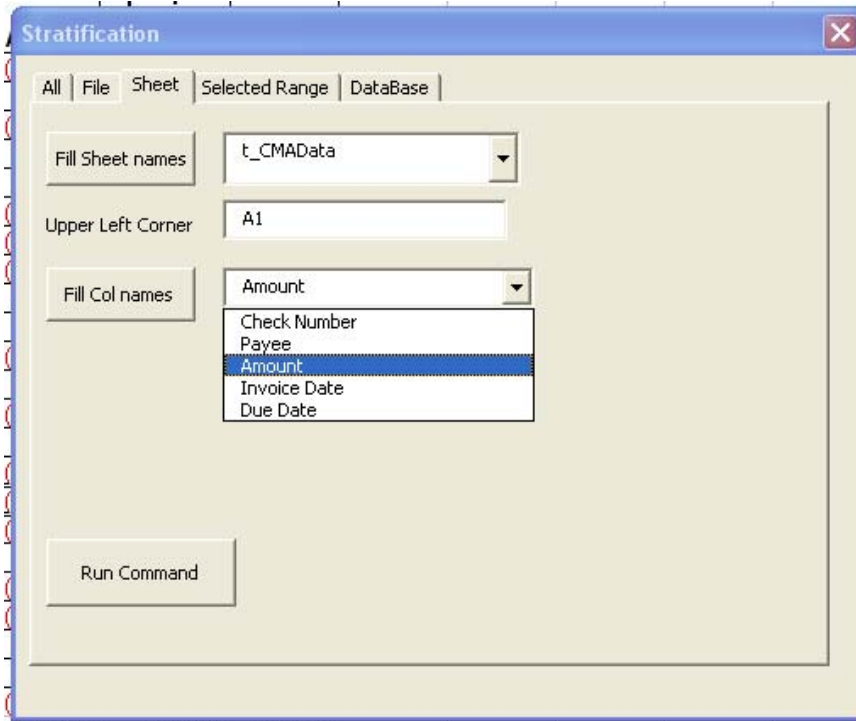 Stratification
All File Sheet Selected Range DataBase
Fill Sheet names t_CMAData
Upper Left Corner A1
Fill Col names Amount
Check Number
Payee
Amount
Invoice Date
Due Date
Run Command